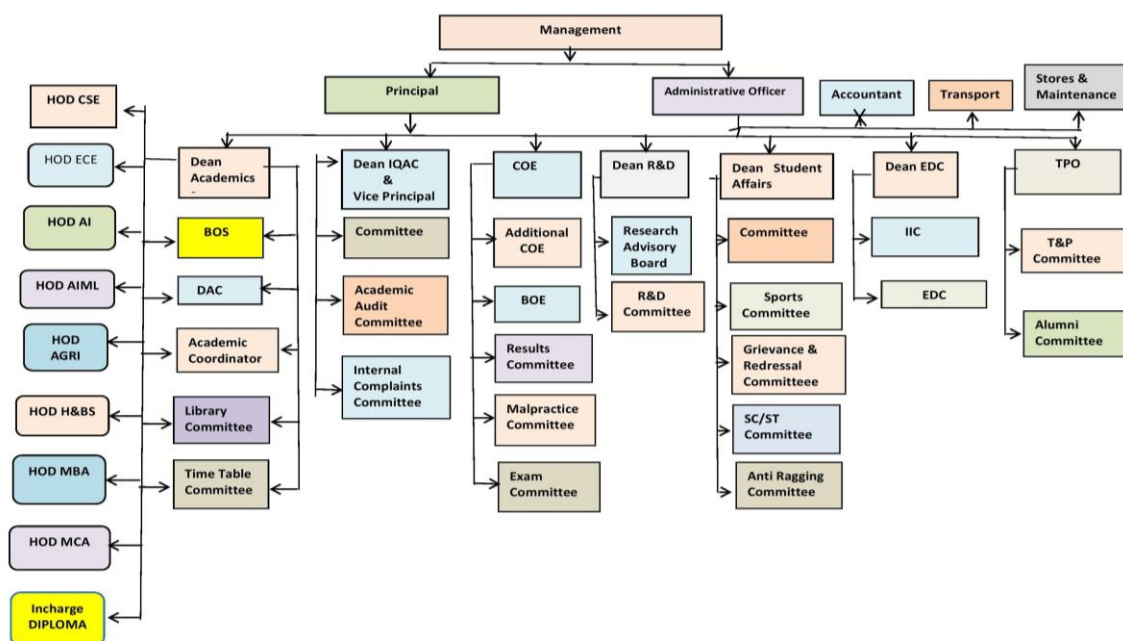 Management
Principal
Administrative Officer
Accountant
Transport
Stores &
Maintenance
HOD CSE
HOD ECE
HOD AI
HOD AIML
HOD
AGRI
HOD H&BS
HOD MBA
HOD MCA
Incharge
DIPLOMA
Dean
Academics
-
BOS
DAC
Academic
Coordinator
Library
Committee
Time Table
Committee
Dean IQAC
&
Vice Principal
Committee
Academic
Audit
Committee
Internal
Complaints
Committee
COE
Additional
COE
BOE
Results
Committee
Malpractice
Committee
Exam
Committee
Dean R&D
Research
Advisory
Board
R&D
Committee
Dean Student
Affairs
Committee
Sports
Committee
Grievance &
Redressal
Committeee
SC/ST
Committee
Anti Ragging
Committee
Dean EDC
IIC
EDC
TPO
T&P
Committee
Alumni
Committee